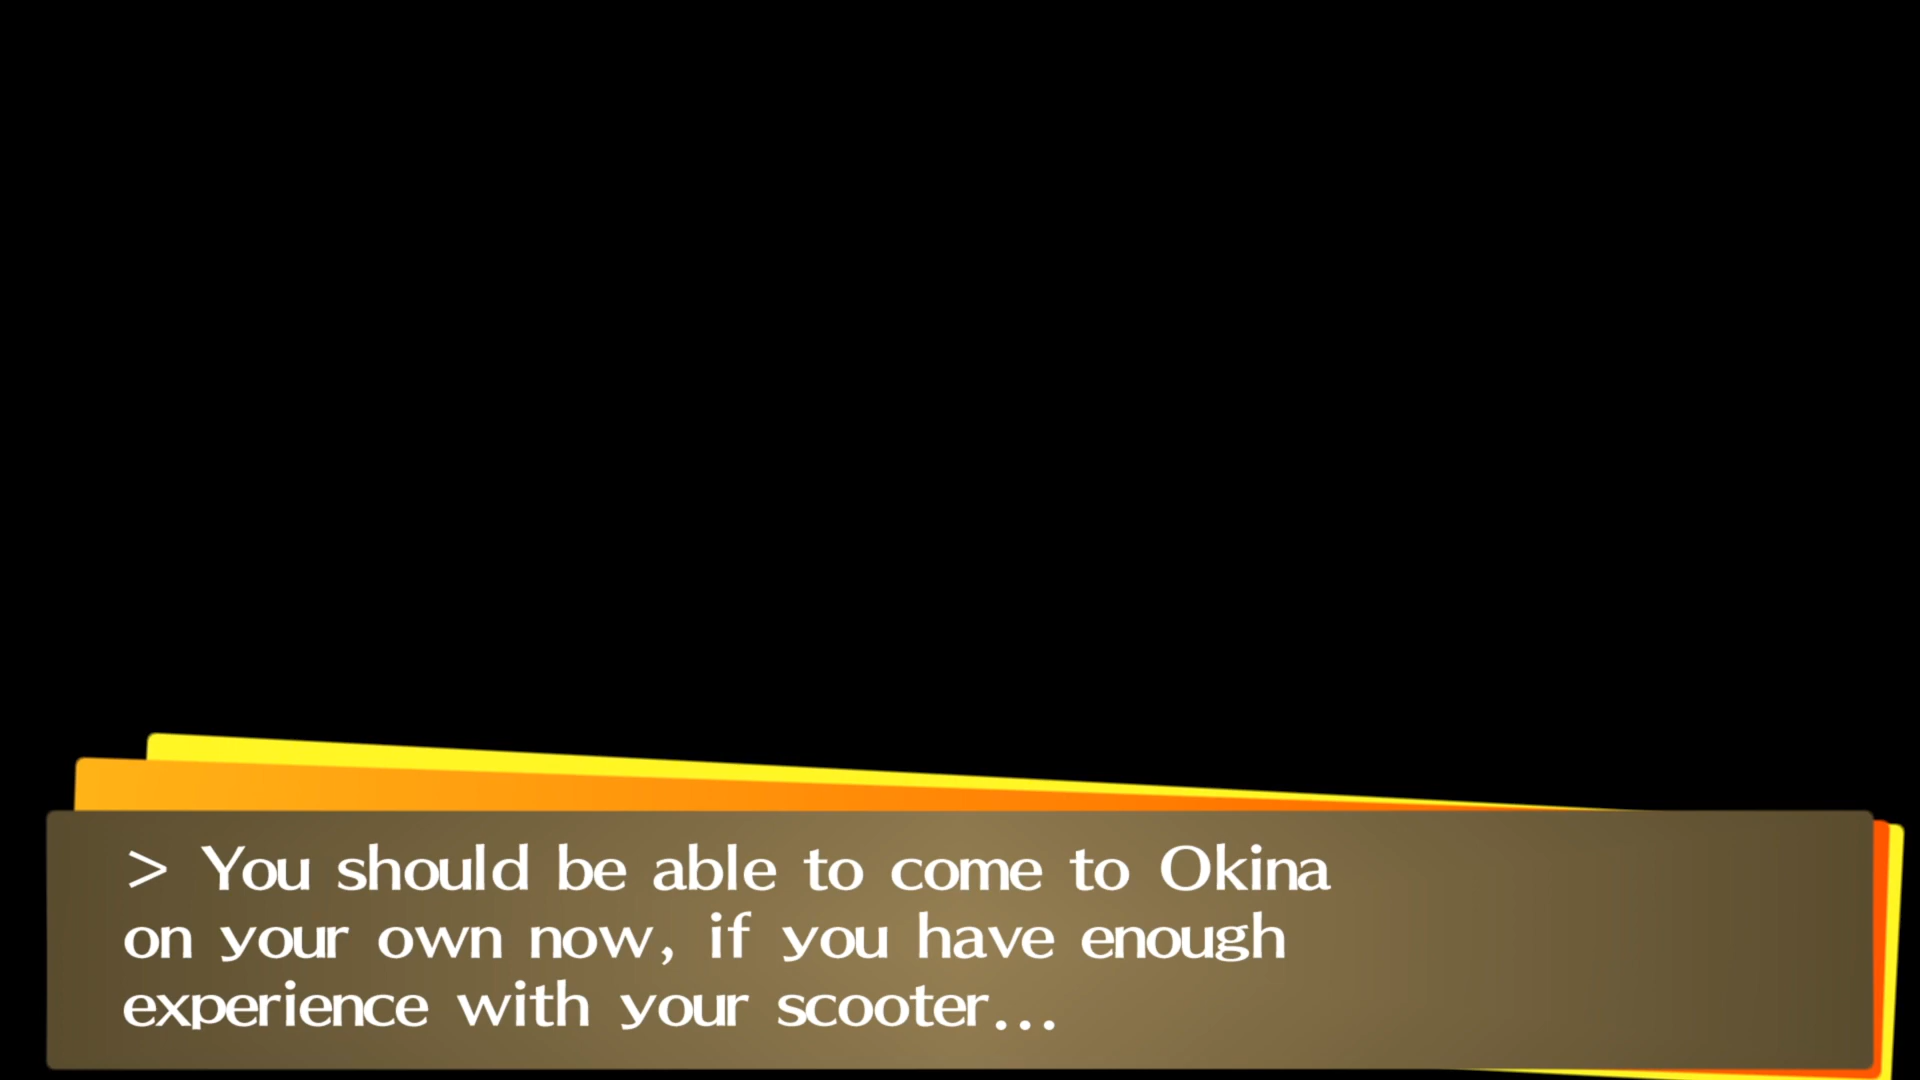 > You should be able to come to Okina
on your own now, if you have enough
experience with your scooter...